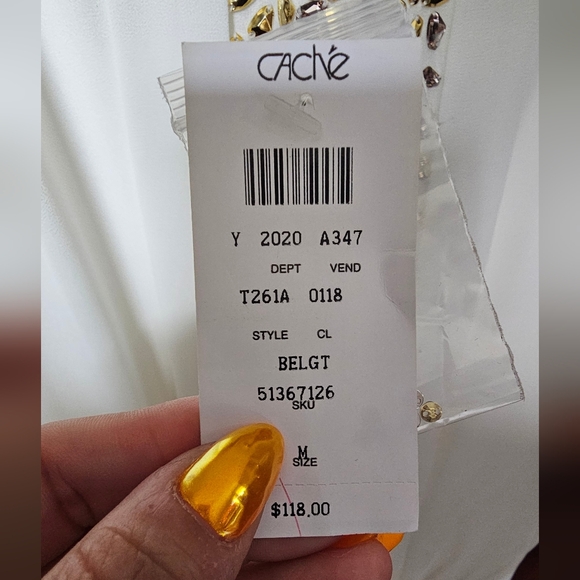 CAChé
Y 2020 A347
DEPT VEND
T261A 0118
STYLE CL
BELGT
51367126
SKU
M
SIZE
$118.00